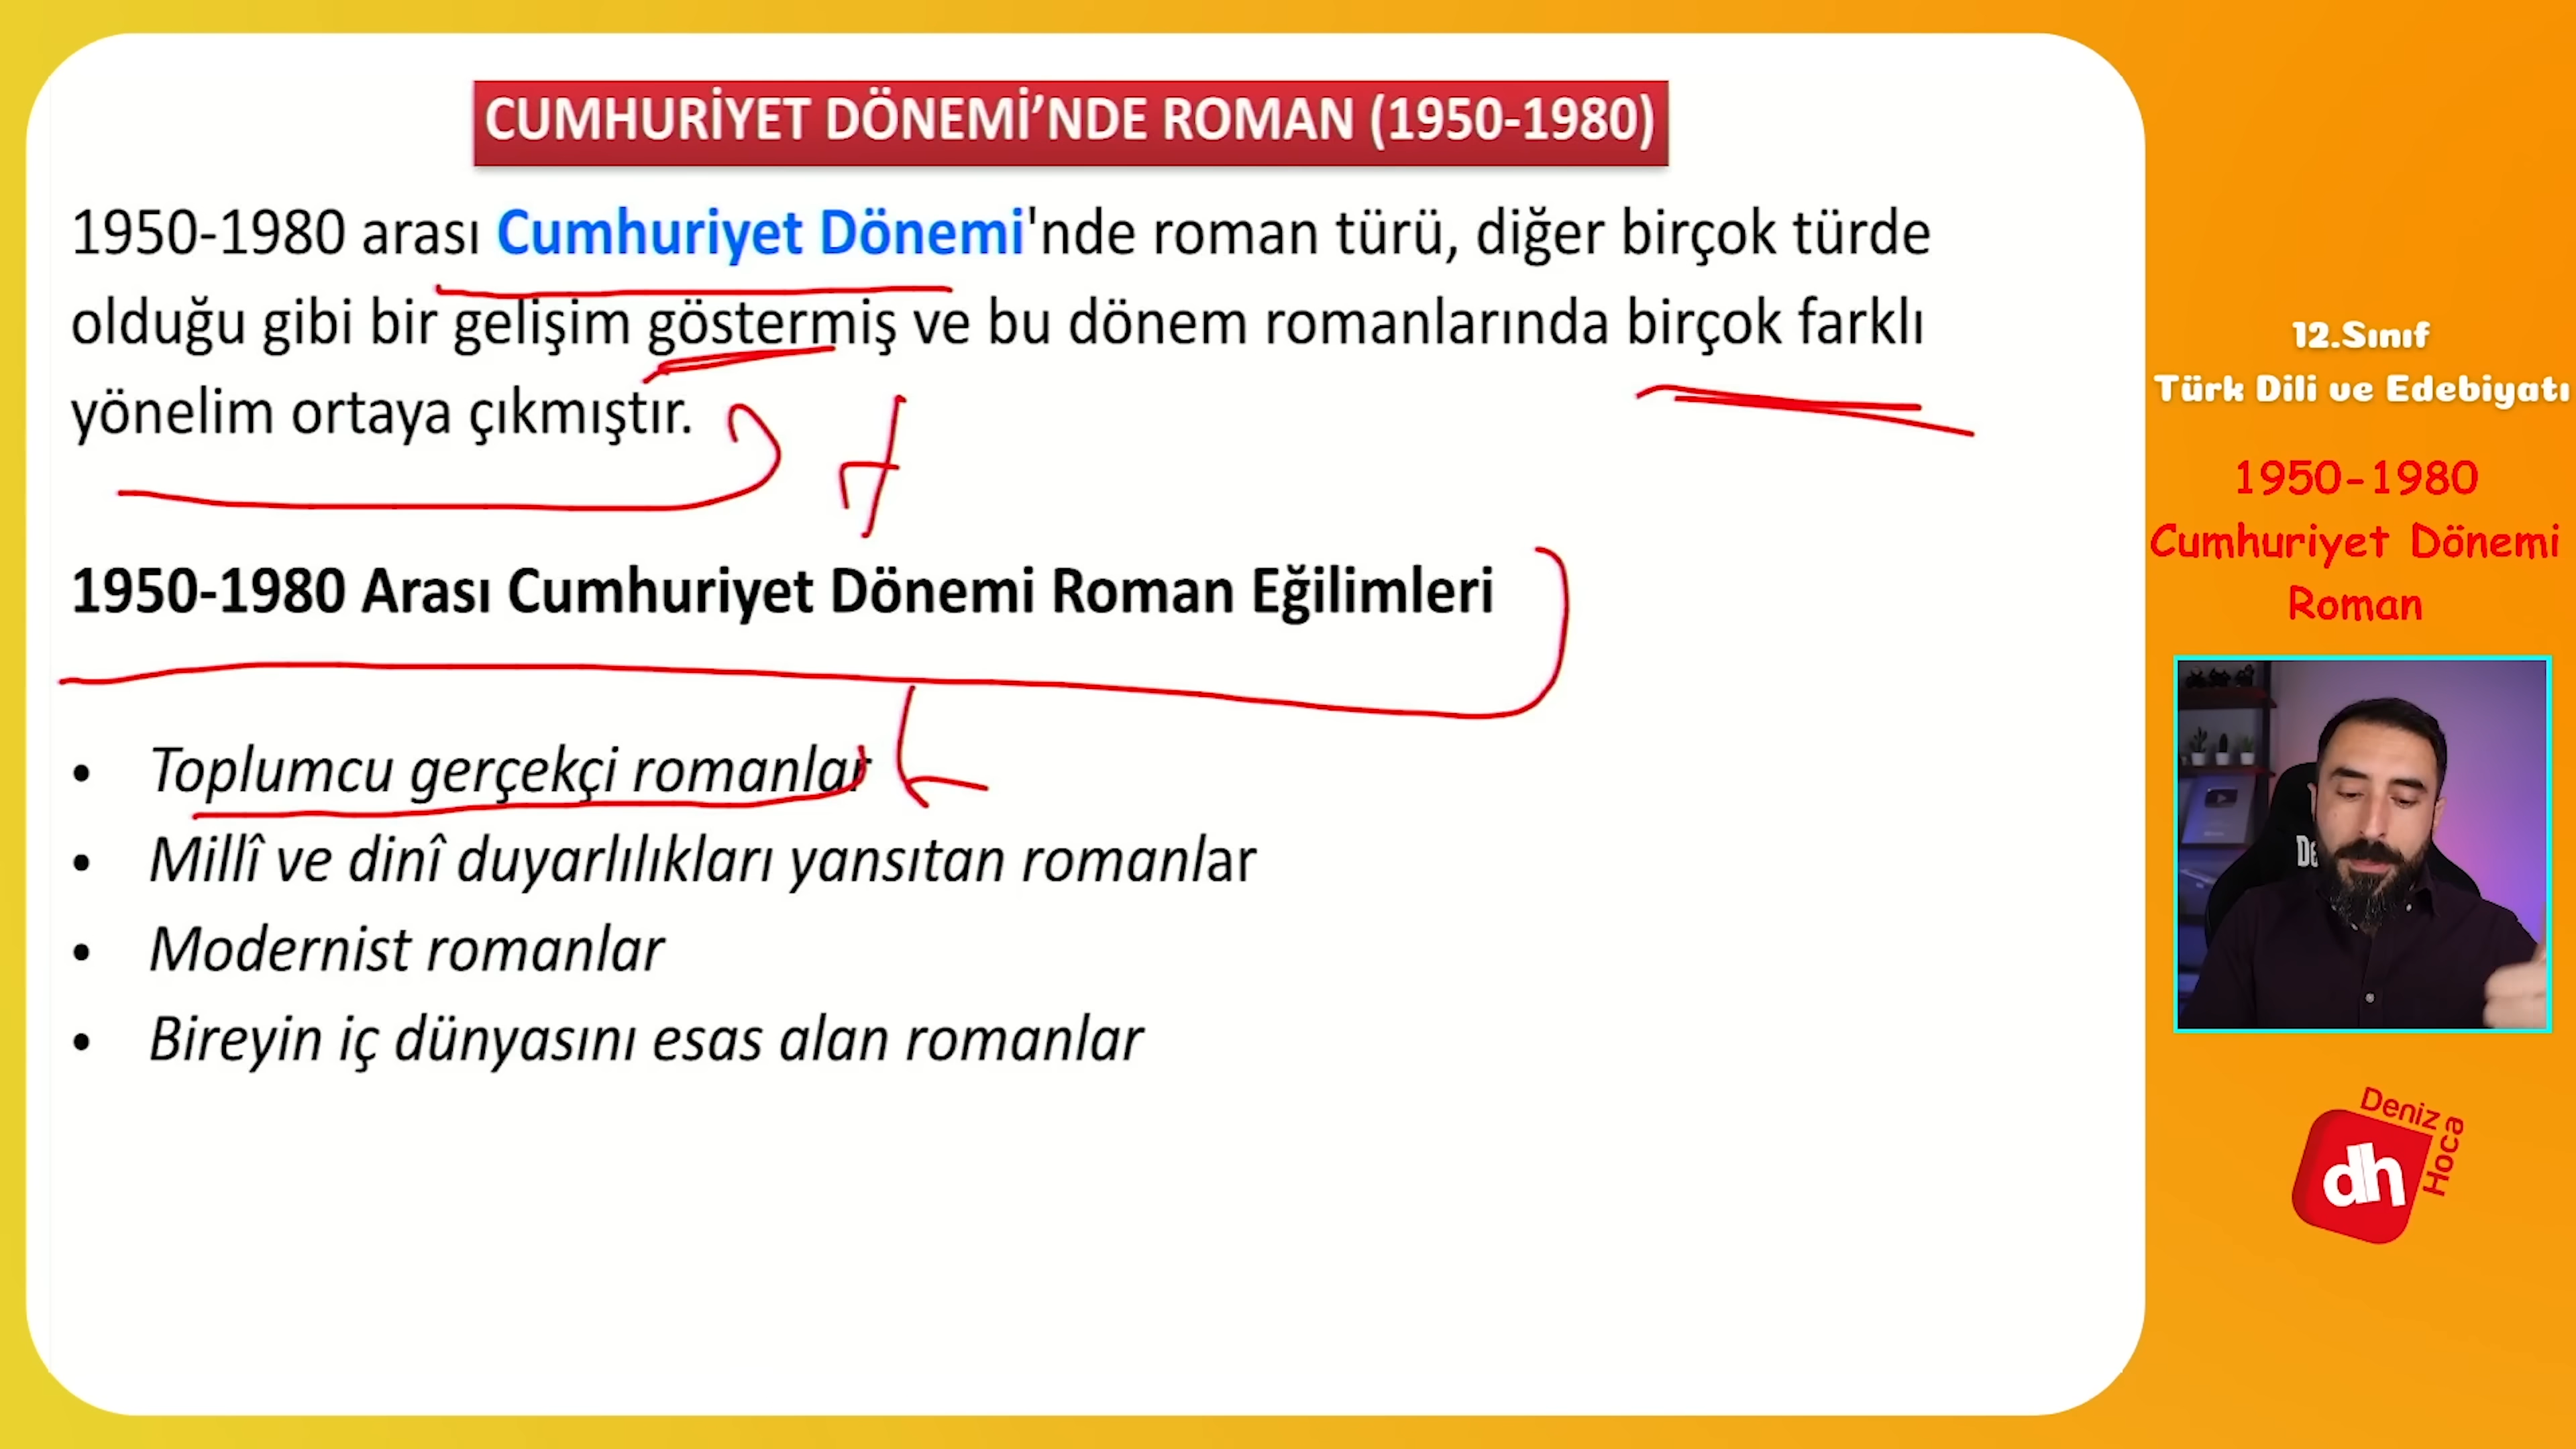 CUMHURİYET DÖNEMİ’NDE ROMAN (1950-1980)
1950-1980 arası Cumhuriyet Dönemi'nde roman türü, diğer birçok türde
olduğu gibi bir gelişim göstermiş ve bu dönem romanlarında birçok farklı
yönelim ortaya çıkmıştır.
1950-1980 Arası Cumhuriyet Dönemi Roman Eğilimleri
• Toplumcu gerçekçi romanlar
• Millî ve dinî duyarlılıkları yansıtan romanlar
• Modernist romanlar
• Bireyin iç dünyasını esas alan romanlar
12.Sınıf
Türk Dili ve Edebiyatı
1950-1980
Cumhuriyet Dönemi
Roman
Deniz
Hoca
dh